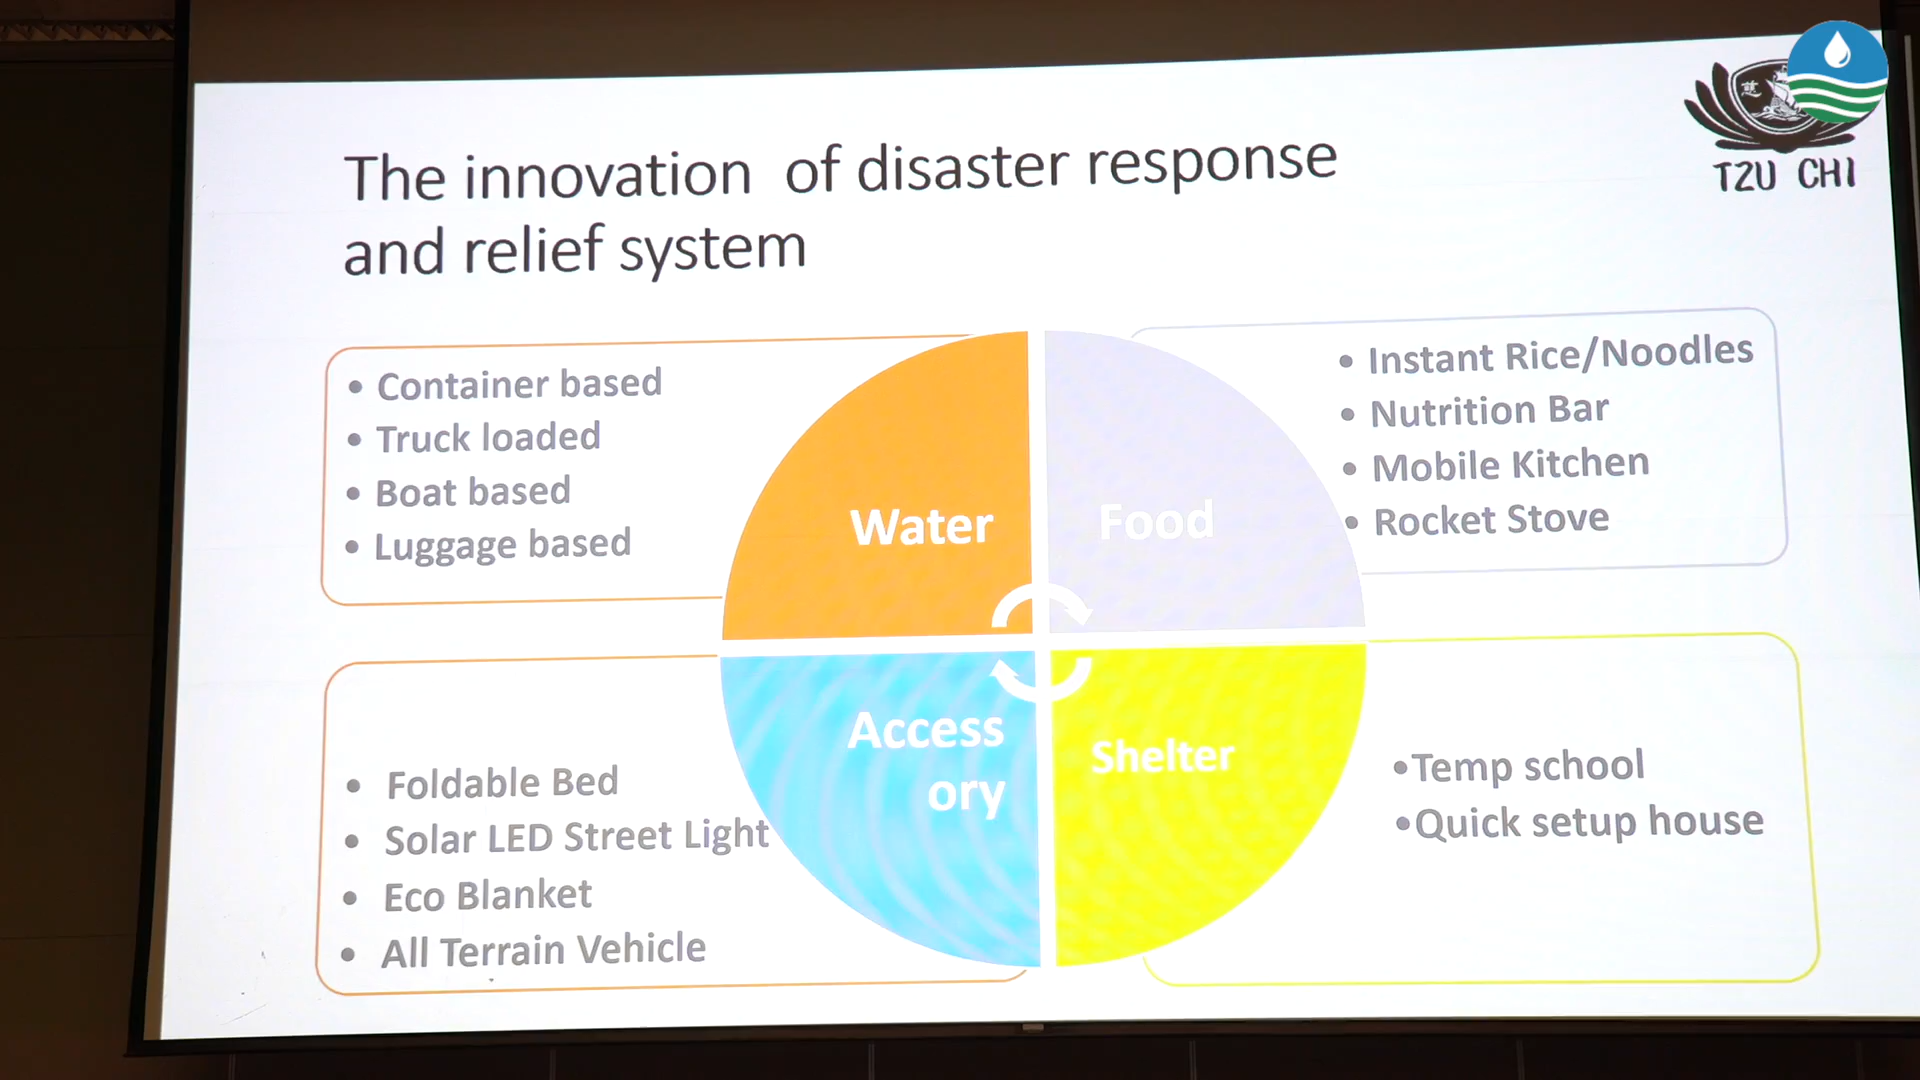 The innovation of disaster response
and relief system
慈
TZU CHI
• Container based
• Truck loaded
• Boat based
• Luggage based
Water
Food
• Instant Rice/Noodles
• Nutrition Bar
• Mobile Kitchen
• Rocket Stove
• Foldable Bed
• Solar LED Street Light
• Eco Blanket
• All Terrain Vehicle
Access
ory
Shelter
•Temp school
•Quick setup house